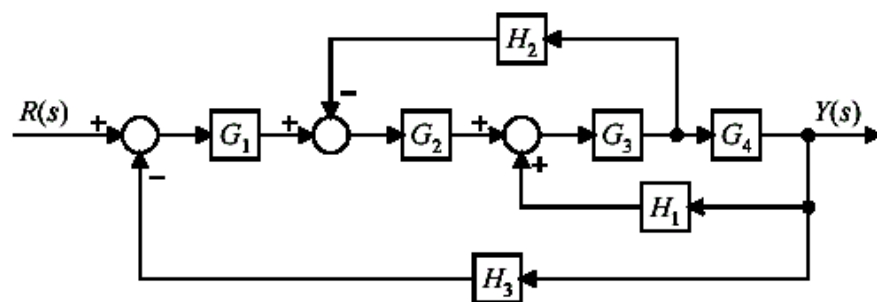 H₂
−
R(s) + G₁ + G₂ + G₃ G₄ Y(s)
− +
H₁
H₃